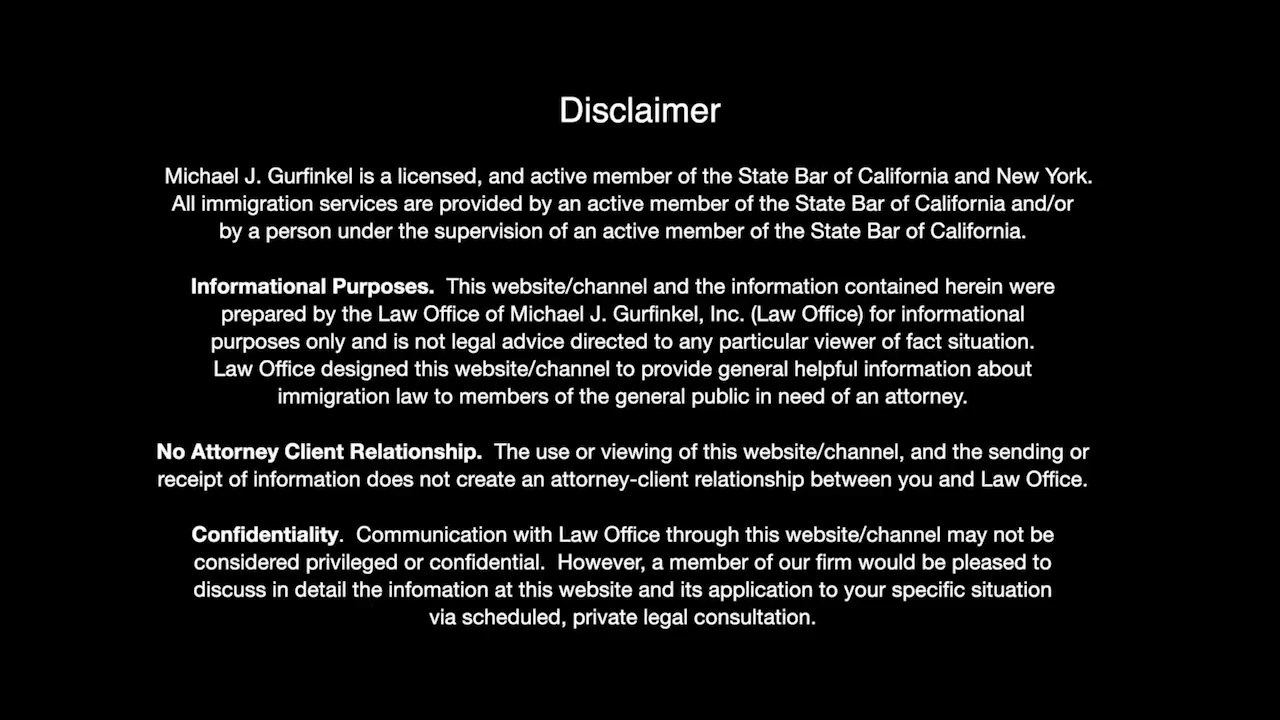 Disclaimer
Michael J. Gurfinkel is a licensed, and active member of the State Bar of California and New York.
All immigration services are provided by an active member of the State Bar of California and/or
by a person under the supervision of an active member of the State Bar of California.
Informational Purposes. This website/channel and the information contained herein were
prepared by the Law Office of Michael J. Gurfinkel, Inc. (Law Office) for informational
purposes only and is not legal advice directed to any particular viewer of fact situation.
Law Office designed this website/channel to provide general helpful information about
immigration law to members of the general public in need of an attorney.
No Attorney Client Relationship. The use or viewing of this website/channel, and the sending or
receipt of information does not create an attorney-client relationship between you and Law Office.
Confidentiality. Communication with Law Office through this website/channel may not be
considered privileged or confidential. However, a member of our firm would be pleased to
discuss in detail the infomation at this website and its application to your specific situation
via scheduled, private legal consultation.